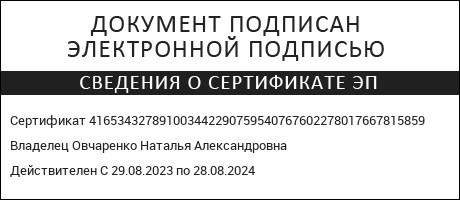 ДОКУМЕНТ ПОДПИСАН
ЭЛЕКТРОННОЙ ПОДПИСЬЮ
СВЕДЕНИЯ О СЕРТИФИКАТЕ ЭП
Сертификат 416534327891003442290759540767602278017667815859
Владелец Овчаренко Наталья Александровна
Действителен С 29.08.2023 по 28.08.2024